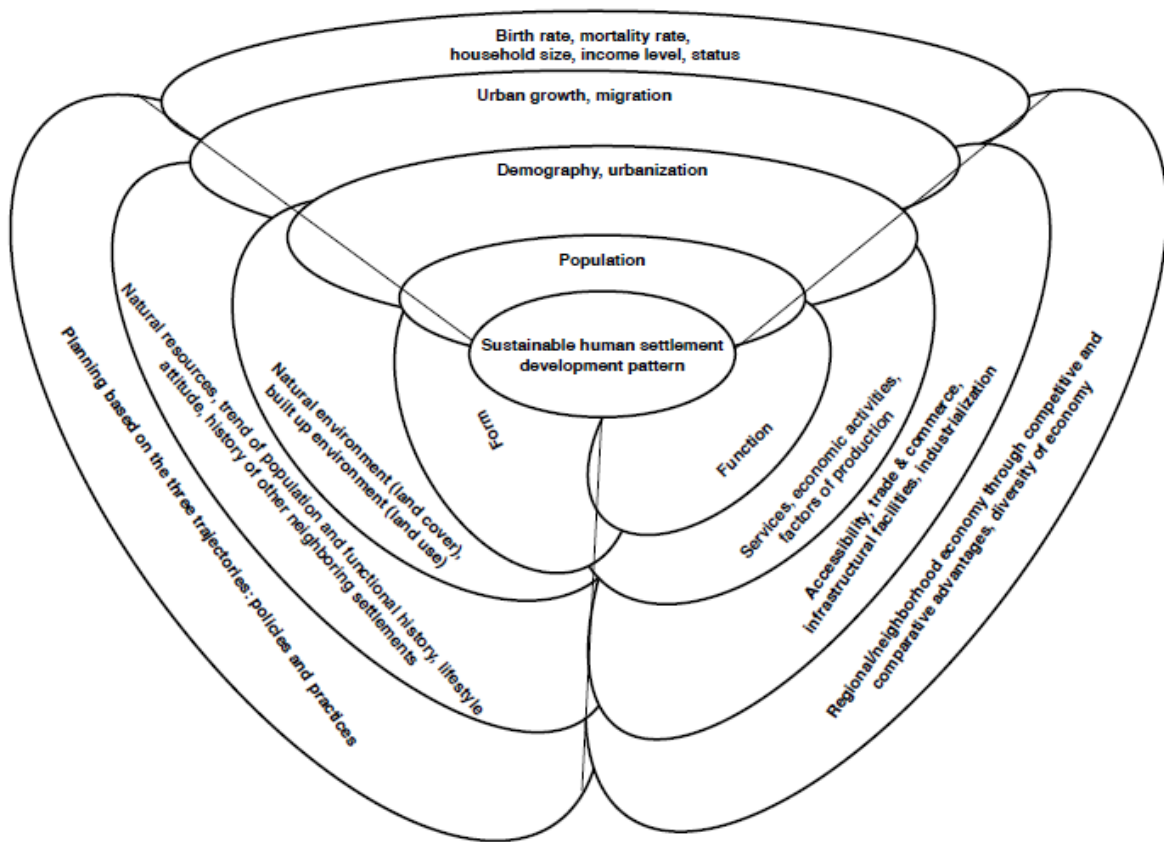 Birth rate, mortality rate,
household size, income level, status
Urban growth, migration
Demography, urbanization
Population
Sustainable human settlement
development pattern
Form
Natural environment (land cover),
built up environment (land use)
Natural resources, trend of population and functional history, lifestyle
attitude, history of other neighboring settlements
Planning based on the three trajectories: policies and practices
Function
Services, economic activities,
factors of production
Accessibility, trade & commerce,
infrastructural facilities, industrialization
Regional/neighborhood economy through competitive and
comparative advantages, diversity of economy